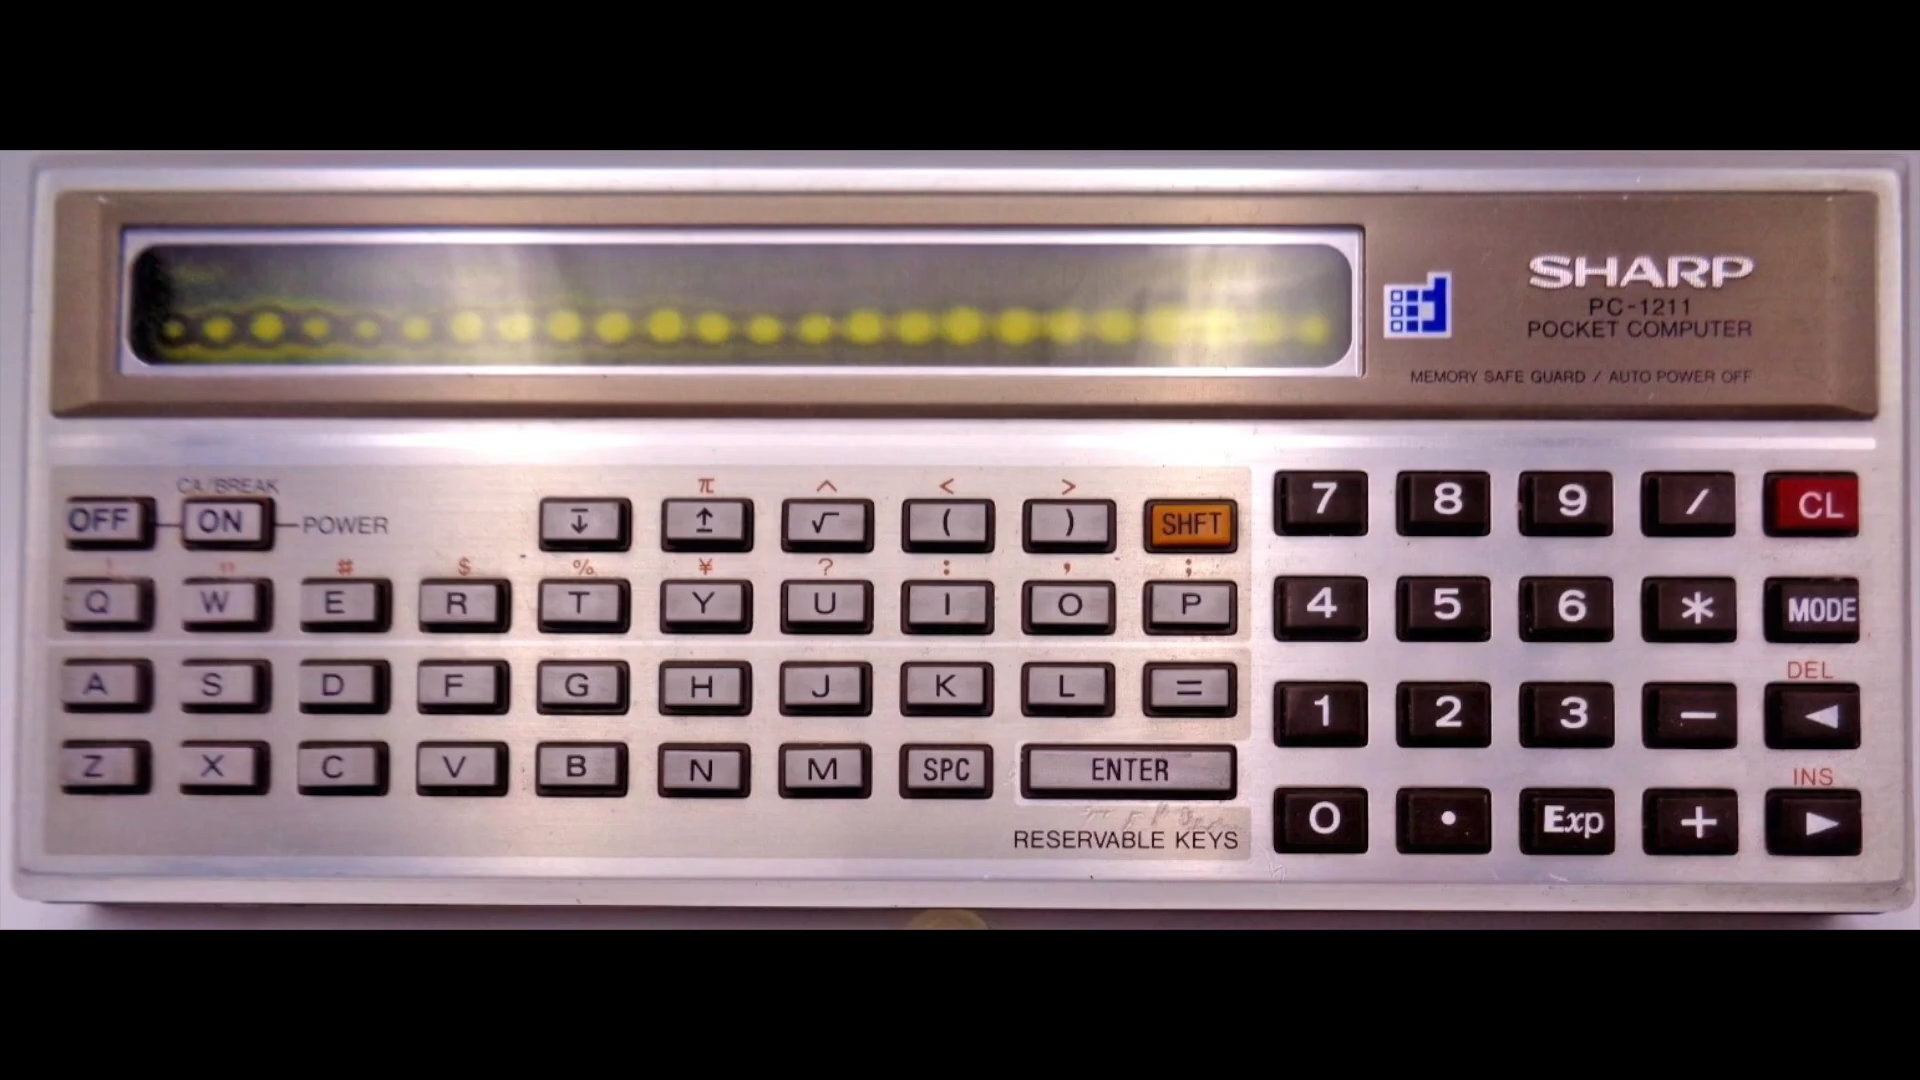 SHARP
PC-1211
POCKET COMPUTER
MEMORY SAFE GUARD / AUTO POWER OFF
CA/BREAK π ^ < >
OFF ON POWER ↧ ↥ √ ( ) SHFT 7 8 9 / CL
! " # $ % ¥ ? : , ;
Q W E R T Y U I O P 4 5 6 * MODE
DEL
A S D F G H J K L = 1 2 3 − ◀
INS
Z X C V B N M SPC ENTER 0 • Exp + ▶
RESERVABLE KEYS